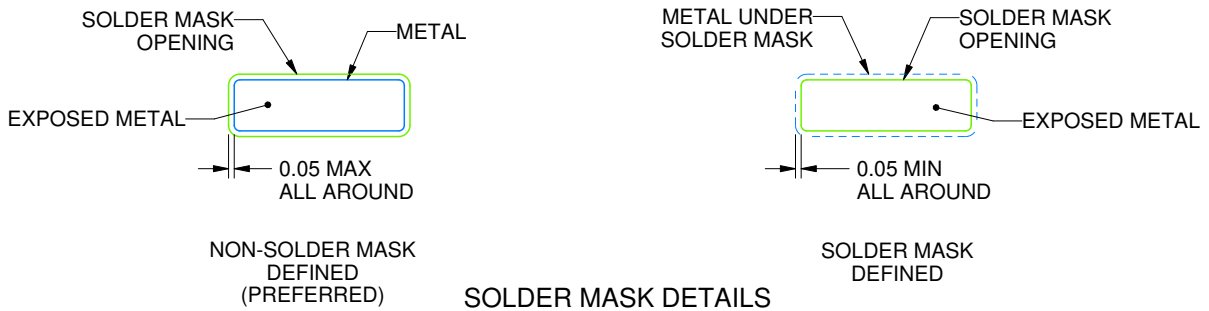 SOLDER MASK
OPENING
METAL
EXPOSED METAL
0.05 MAX
ALL AROUND
NON-SOLDER MASK
DEFINED
(PREFERRED)
METAL UNDER
SOLDER MASK
SOLDER MASK
OPENING
EXPOSED METAL
0.05 MIN
ALL AROUND
SOLDER MASK
DEFINED
SOLDER MASK DETAILS